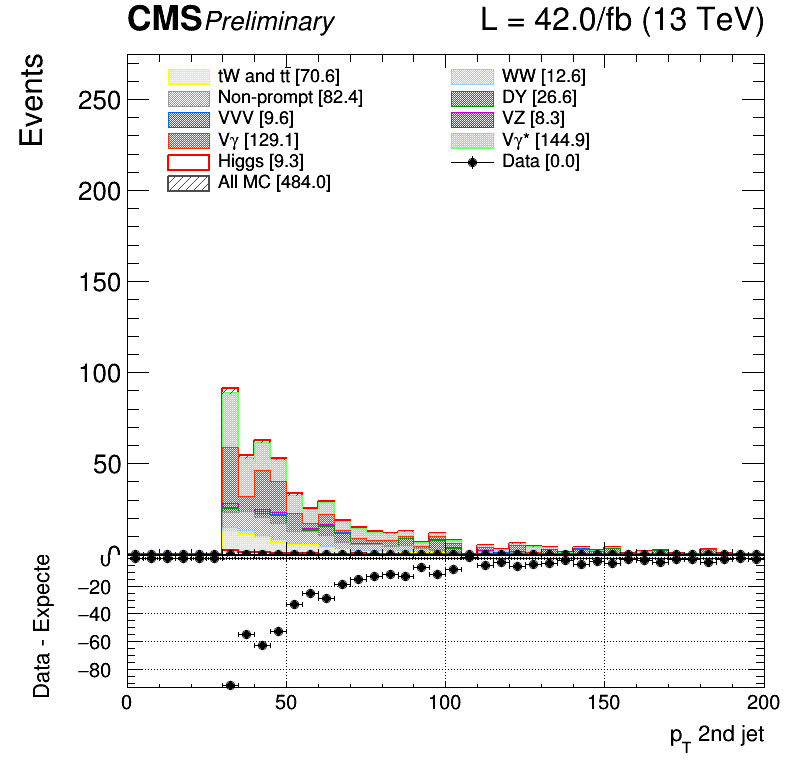 CMS Preliminary L = 42.0/fb (13 TeV)
Events
tW and tt̄ [70.6] WW [12.6]
Non-prompt [82.4] DY [26.6]
VVV [9.6] VZ [8.3]
Vγ [129.1] Vγ* [144.9]
Higgs [9.3] Data [0.0]
All MC [484.0]
250
200
150
100
50
0
Data - Expecte
0
−20
−40
−60
−80
0 50 100 150 200
p_T 2nd jet